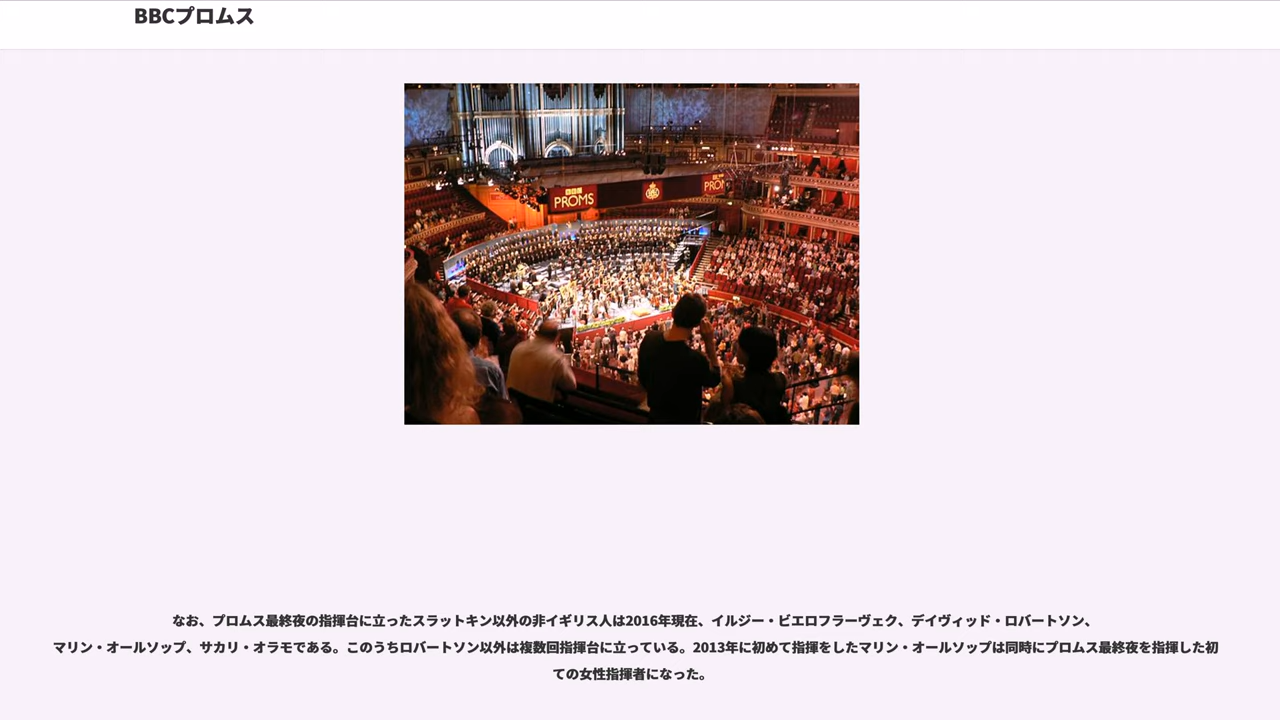 BBCプロムス
BBC
PROMS
BBC
PRO
なお、プロムス最終夜の指揮台に立ったスラットキン以外の非イギリス人は2016年現在、イルジー・ビエロフラーヴェク、デイヴィッド・ロバートソン、
マリン・オールソップ、サカリ・オラモである。このうちロバートソン以外は複数回指揮台に立っている。2013年に初めて指揮をしたマリン・オールソップは同時にプロムス最終夜を指揮した初
ての女性指揮者になった。